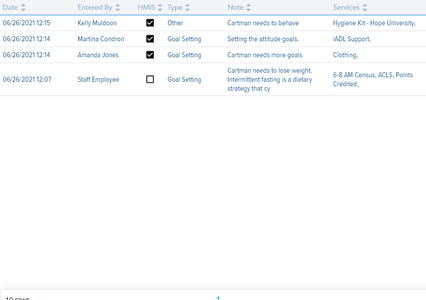 Date Entered By HMIS Type Note Services
06/26/2021 12:15 Kelly Muldoon Other Cartman needs to behave Hygiene Kit - Hope University,
06/26/2021 12:14 Martina Condron Goal Setting Setting the attitude goals. iADL Support,
06/26/2021 12:14 Amanda Jones Goal Setting Cartman needs more goals Clothing,
06/26/2021 12:07 Staff Employee Goal Setting
Cartman needs to lose weight.
Intermittent fasting is a dietary
strategy that cy
6-8 AM Census, ACLS, Points
Credited,
10 rows